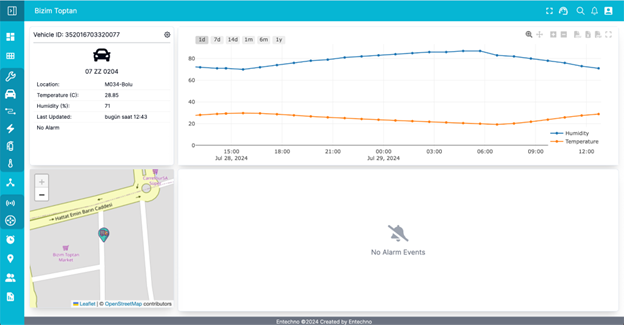 Bizim Toptan
Vehicle ID: 352016703320077
07 ZZ 0204
Location: M034-Bolu
Temperature (C): 28.85
Humidity (%): 71
Last Updated: bugün saat 12:43
No Alarm
1d 7d 14d 1m 6m 1y
80
60
40
20
0
15:00 18:00 21:00 00:00 03:00 06:00 09:00 12:00
Jul 28, 2024 Jul 29, 2024
Humidity
Temperature
+
−
Hattat Emin Barın Caddesi
Bizim Toptan
Market
Leaflet | © OpenStreetMap contributors
No Alarm Events
Entechno ©2024 Created by Entechno